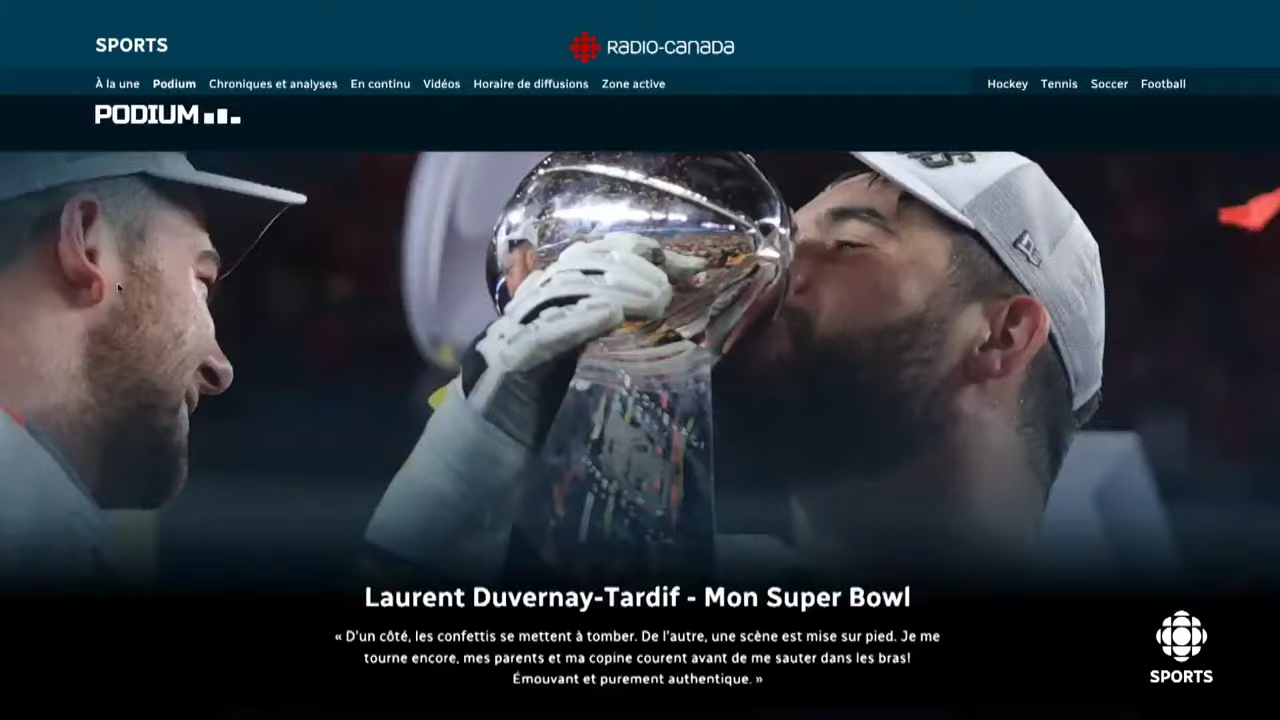 SPORTS
RADIO-CANADA
À la une Podium Chroniques et analyses En continu Vidéos Horaire de diffusions Zone active Hockey Tennis Soccer Football
PODIUM
Laurent Duvernay-Tardif - Mon Super Bowl
« D'un côté, les confettis se mettent à tomber. De l'autre, une scène est mise sur pied. Je me
tourne encore, mes parents et ma copine courent avant de me sauter dans les bras!
Émouvant et purement authentique. »
SPORTS